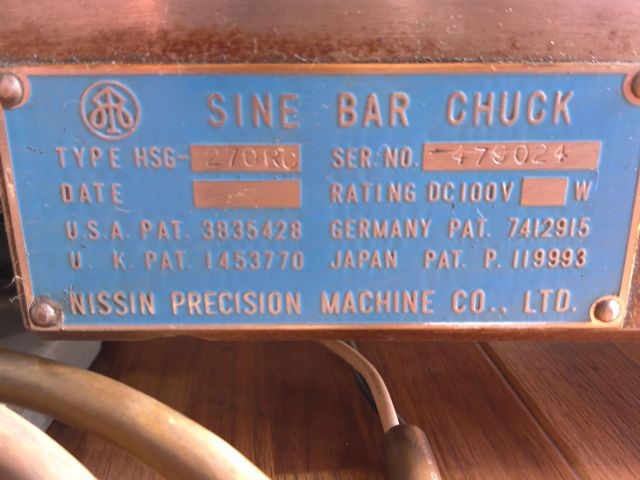 SINE BAR CHUCK
TYPE HSG- 270RC SER. NO. 479024
DATE RATING DC100V W
U.S.A. PAT. 3835428 GERMANY PAT. 7412915
U. K. PAT. 1453770 JAPAN PAT. P. 119993
NISSIN PRECISION MACHINE CO., LTD.